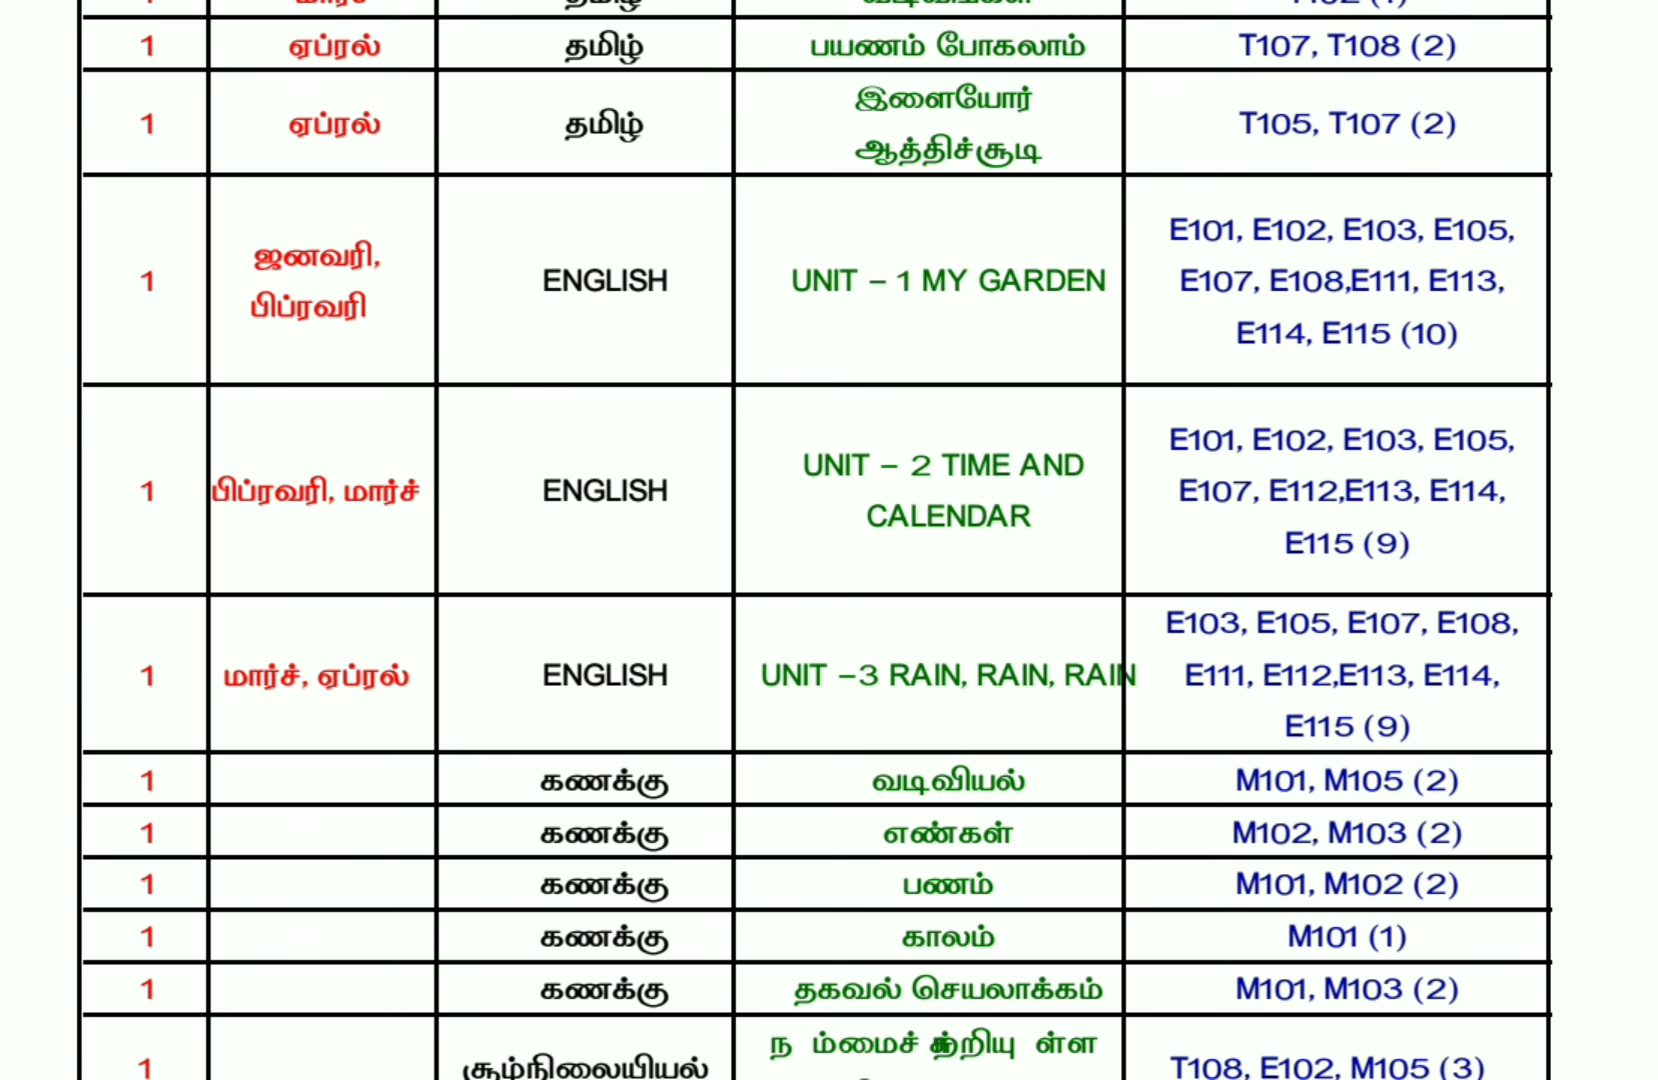 1 ஏப்ரல் தமிழ் பயணம் போகலாம் T107, T108 (2)
இளையோர்
1 ஏப்ரல் தமிழ் T105, T107 (2)
ஆத்திச்சூடி
E101, E102, E103, E105,
ஜனவரி,
1 ENGLISH UNIT – 1 MY GARDEN E107, E108,E111, E113,
பிப்ரவரி
E114, E115 (10)
E101, E102, E103, E105,
UNIT – 2 TIME AND
1 பிப்ரவரி, மார்ச் ENGLISH E107, E112,E113, E114,
CALENDAR
E115 (9)
E103, E105, E107, E108,
1 மார்ச், ஏப்ரல் ENGLISH UNIT –3 RAIN, RAIN, RAIN E111, E112,E113, E114,
E115 (9)
1 கணக்கு வடிவியல் M101, M105 (2)
1 கணக்கு எண்கள் M102, M103 (2)
1 கணக்கு பணம் M101, M102 (2)
1 கணக்கு காலம் M101 (1)
1 கணக்கு தகவல் செயலாக்கம் M101, M103 (2)
ந ம்மைச் ள்ள
1 சூழ்நிலையியல் T108, E102, M105 (3)